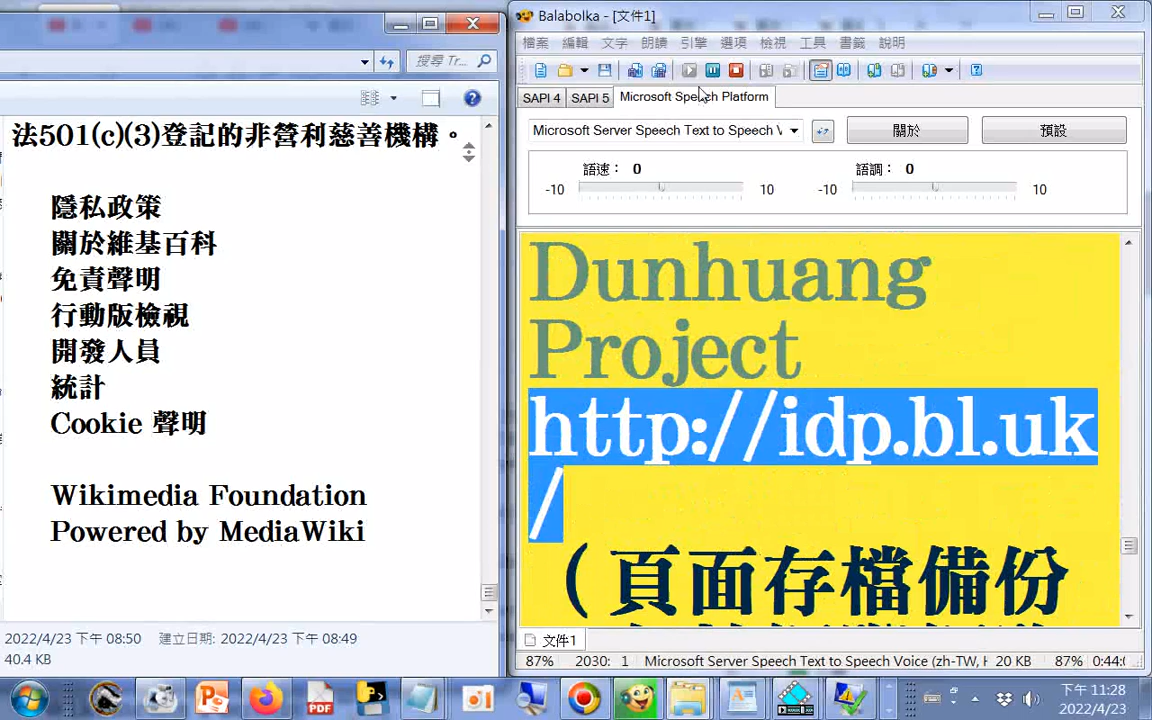 搜尋 Tr...
法501(c)(3)登記的非營利慈善機構。
隱私政策
關於維基百科
免責聲明
行動版檢視
開發人員
統計
Cookie 聲明
Wikimedia Foundation
Powered by MediaWiki
2022/4/23 下午 08:50 建立日期: 2022/4/23 下午 08:49
40.4 KB
Balabolka - [文件1]
檔案 編輯 文字 朗讀 引擎 選項 檢視 工具 書籤 說明
SAPI 4 SAPI 5 Microsoft Speech Platform
Microsoft Server Speech Text to Speech V 關於 預設
語速： 0 語調： 0
-10 10 -10 10
Dunhuang
Project
http://idp.bl.uk
/
（頁面存檔備份
文件1
87% 2030: 1 Microsoft Server Speech Text to Speech Voice (zh-TW, H 20 KB 87% 0:44:0
下午 11:28
2022/4/23